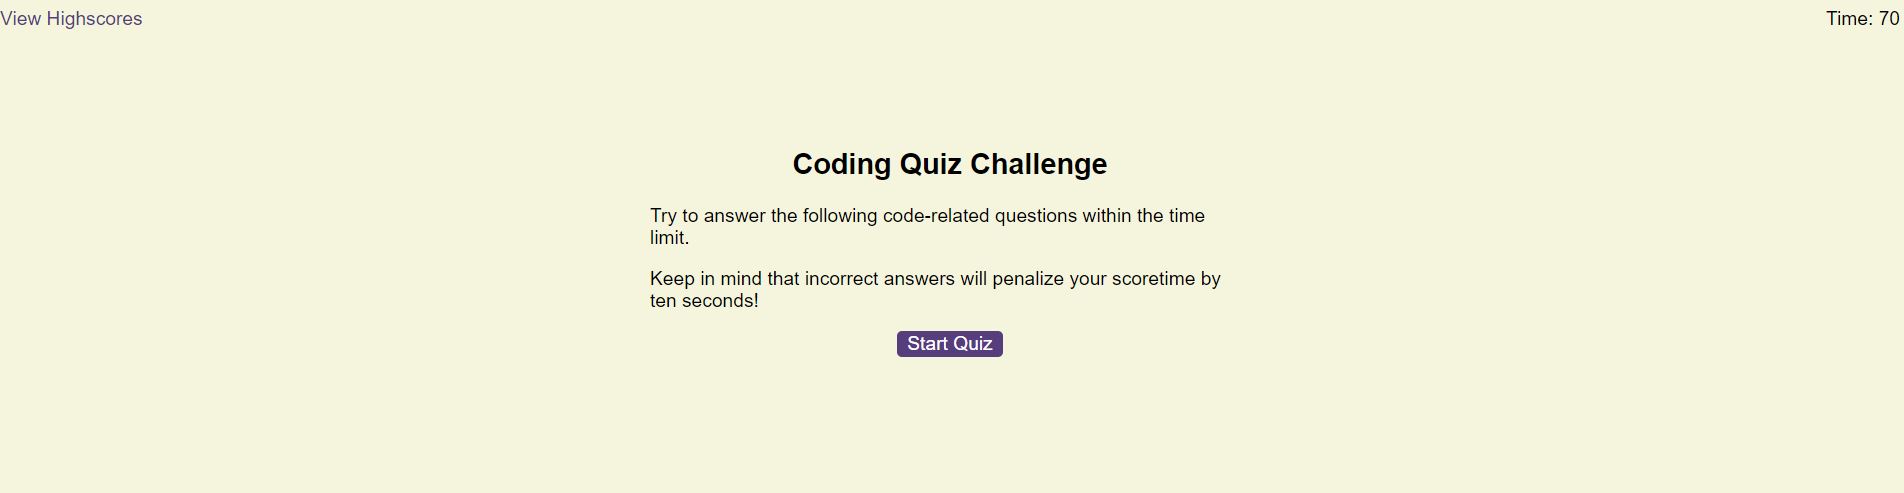 View Highscores
Time: 70
Coding Quiz Challenge
Try to answer the following code-related questions within the time
limit.
Keep in mind that incorrect answers will penalize your scoretime by
ten seconds!
Start Quiz